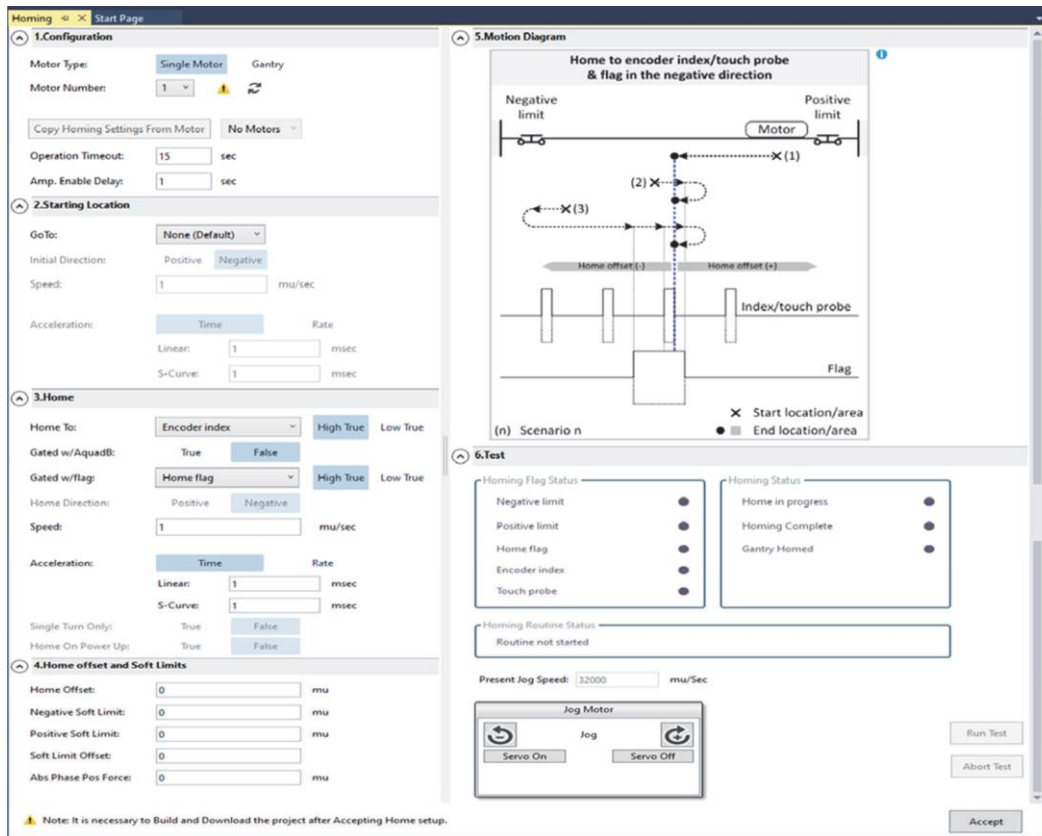 Homing
Start Page
1.Configuration
Motor Type: Single Motor Gantry
Motor Number: 1
Copy Homing Settings From Motor No Motors
Operation Timeout: 15 sec
Amp. Enable Delay: 1 sec
2.Starting Location
GoTo: None (Default)
Initial Direction: Positive Negative
Speed: 1 mu/sec
Acceleration: Time Rate
Linear: 1 msec
S-Curve: 1 msec
3.Home
Home To: Encoder index High True Low True
Gated w/AquadB: True False
Gated w/flag: Home flag High True Low True
Home Direction: Positive Negative
Speed: 1 mu/sec
Acceleration: Time Rate
Linear: 1 msec
S-Curve: 1 msec
Single Turn Only: True False
Home On Power Up: True False
4.Home offset and Soft Limits
Home Offset: 0 mu
Negative Soft Limit: 0 mu
Positive Soft Limit: 0 mu
Soft Limit Offset: 0
Abs Phase Pos Force: 0 mu
5.Motion Diagram
Home to encoder index/touch probe
& flag in the negative direction
Negative
limit
Positive
limit
Motor
(1)
(2)
(3)
Home offset (-) Home offset (+)
Index/touch probe
Flag
Start location/area
(n) Scenario n End location/area
6.Test
Homing Flag Status
Negative limit
Positive limit
Home flag
Encoder index
Touch probe
Homing Status
Home in progress
Homing Complete
Gantry Homed
Homing Routine Status
Routine not started
Present Jog Speed: 32000 mu/Sec
Jog Motor
Jog
Servo On Servo Off
Run Test
Abort Test
Note: It is necessary to Build and Download the project after Accepting Home setup.
Accept